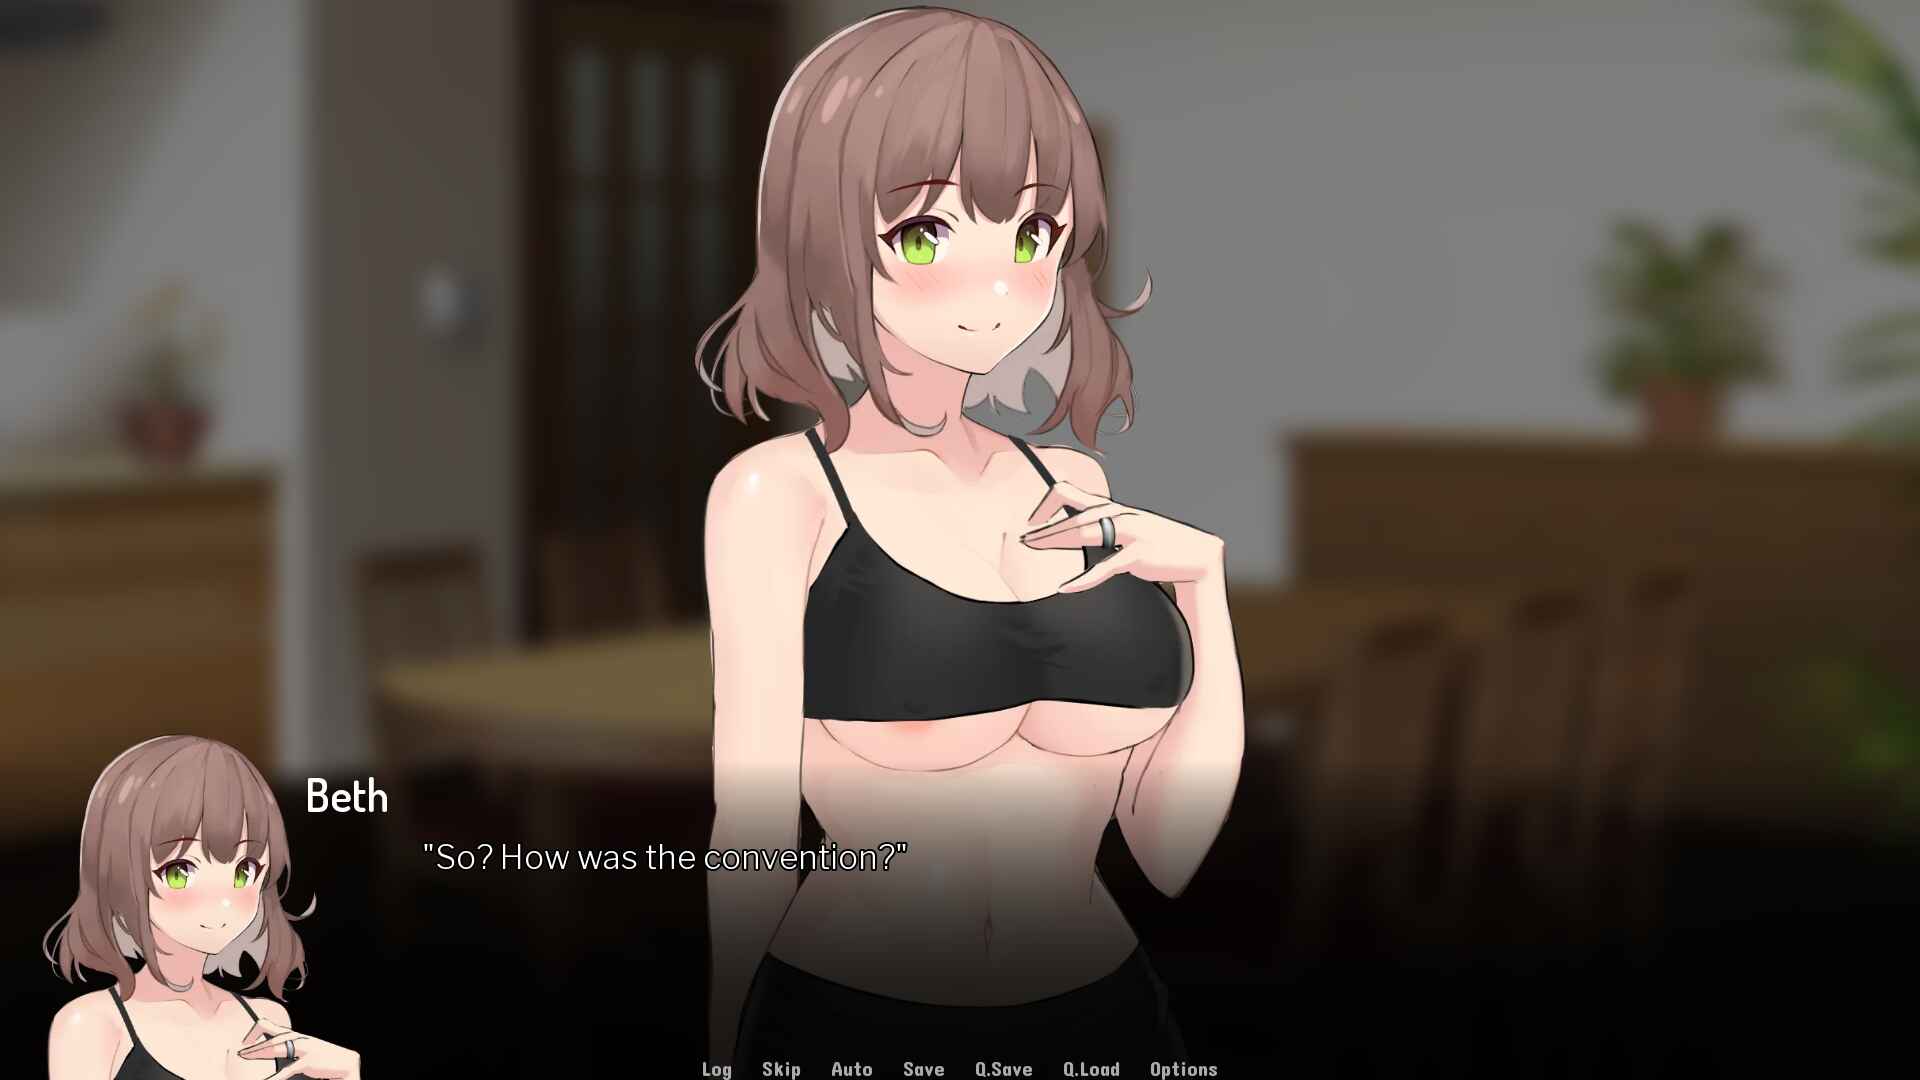 Beth
"So? How was the convention?"
Log Skip Auto Save Q.Save Q.Load Options